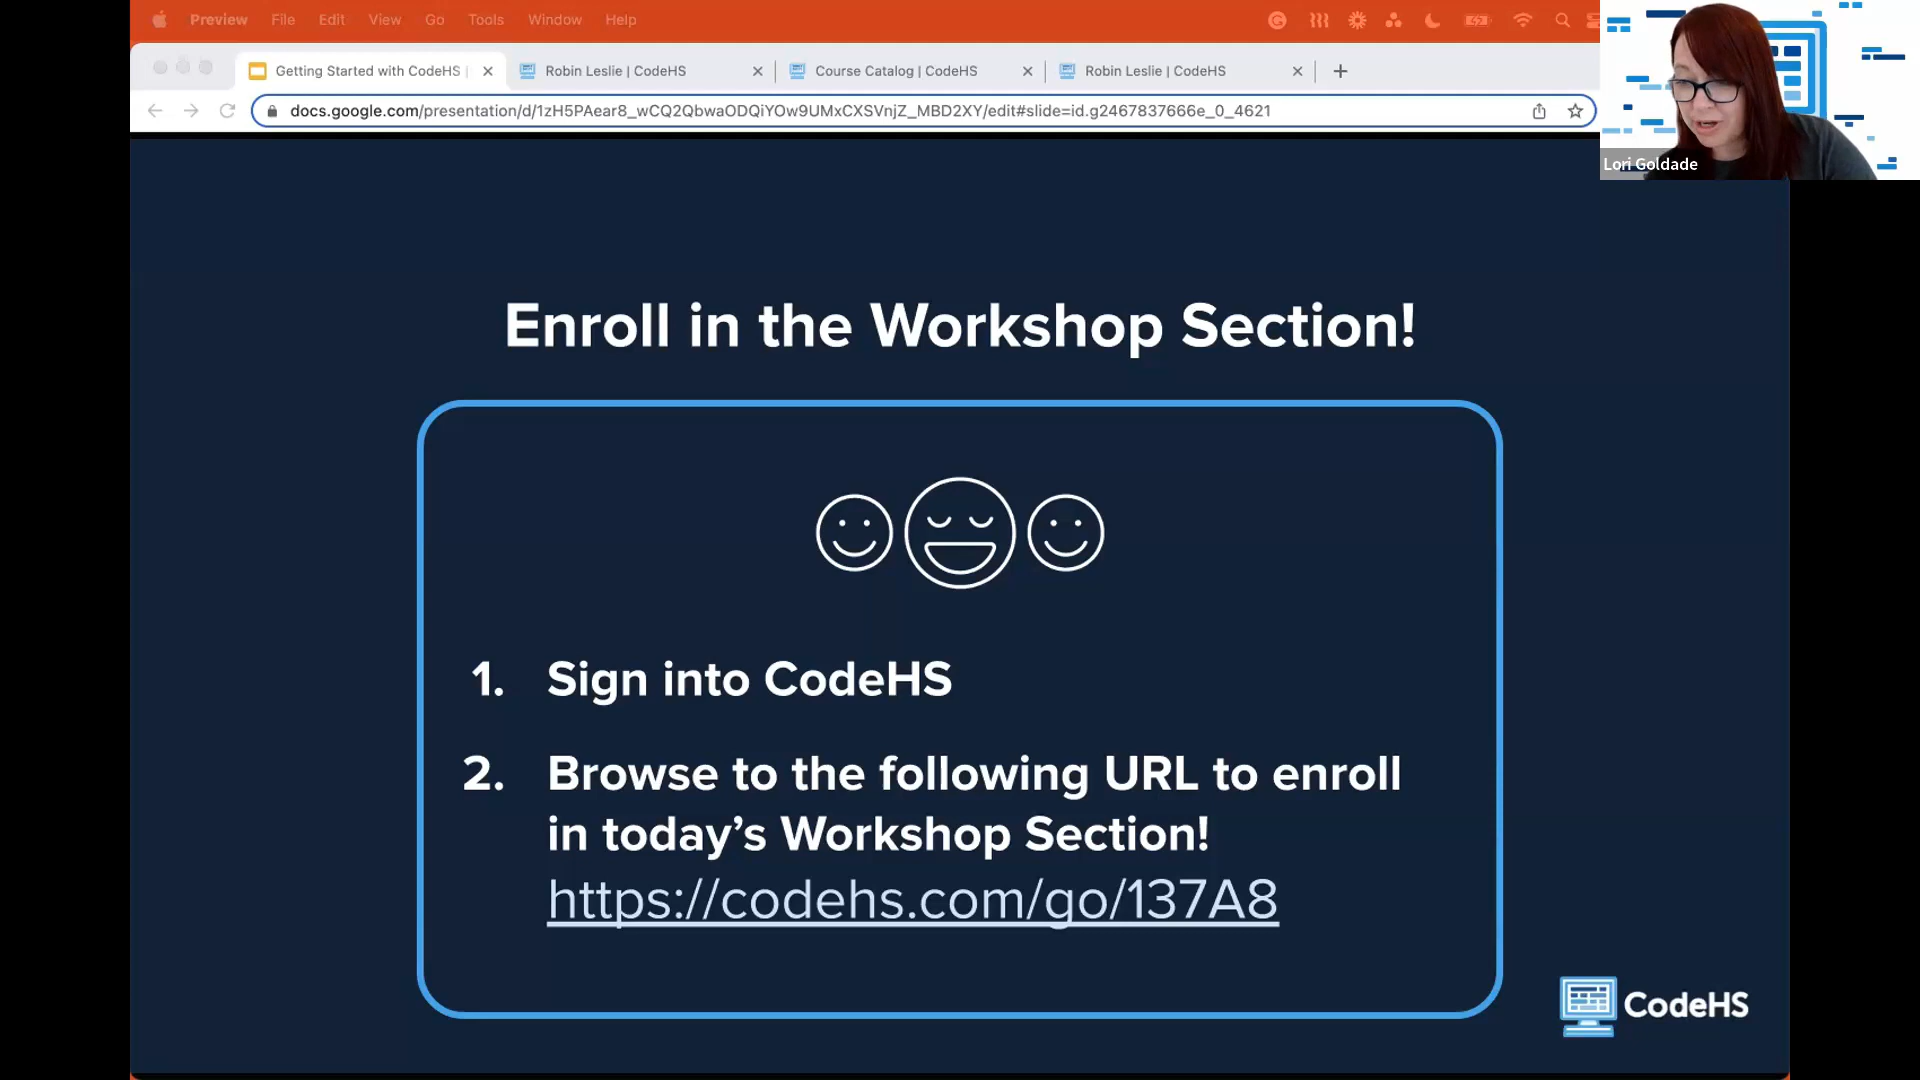 Preview File Edit View Go Tools Window Help
Getting Started with CodeHS |
Robin Leslie | CodeHS
Course Catalog | CodeHS
Robin Leslie | CodeHS
docs.google.com/presentation/d/1zH5PAear8_wCQ2QbwaODQiYOw9UMxCXSVnjZ_MBD2XY/edit#slide=id.g2467837666e_0_4621
Lori Goldade
Enroll in the Workshop Section!
1. Sign into CodeHS
2. Browse to the following URL to enroll
in today’s Workshop Section!
https://codehs.com/go/137A8
CodeHS